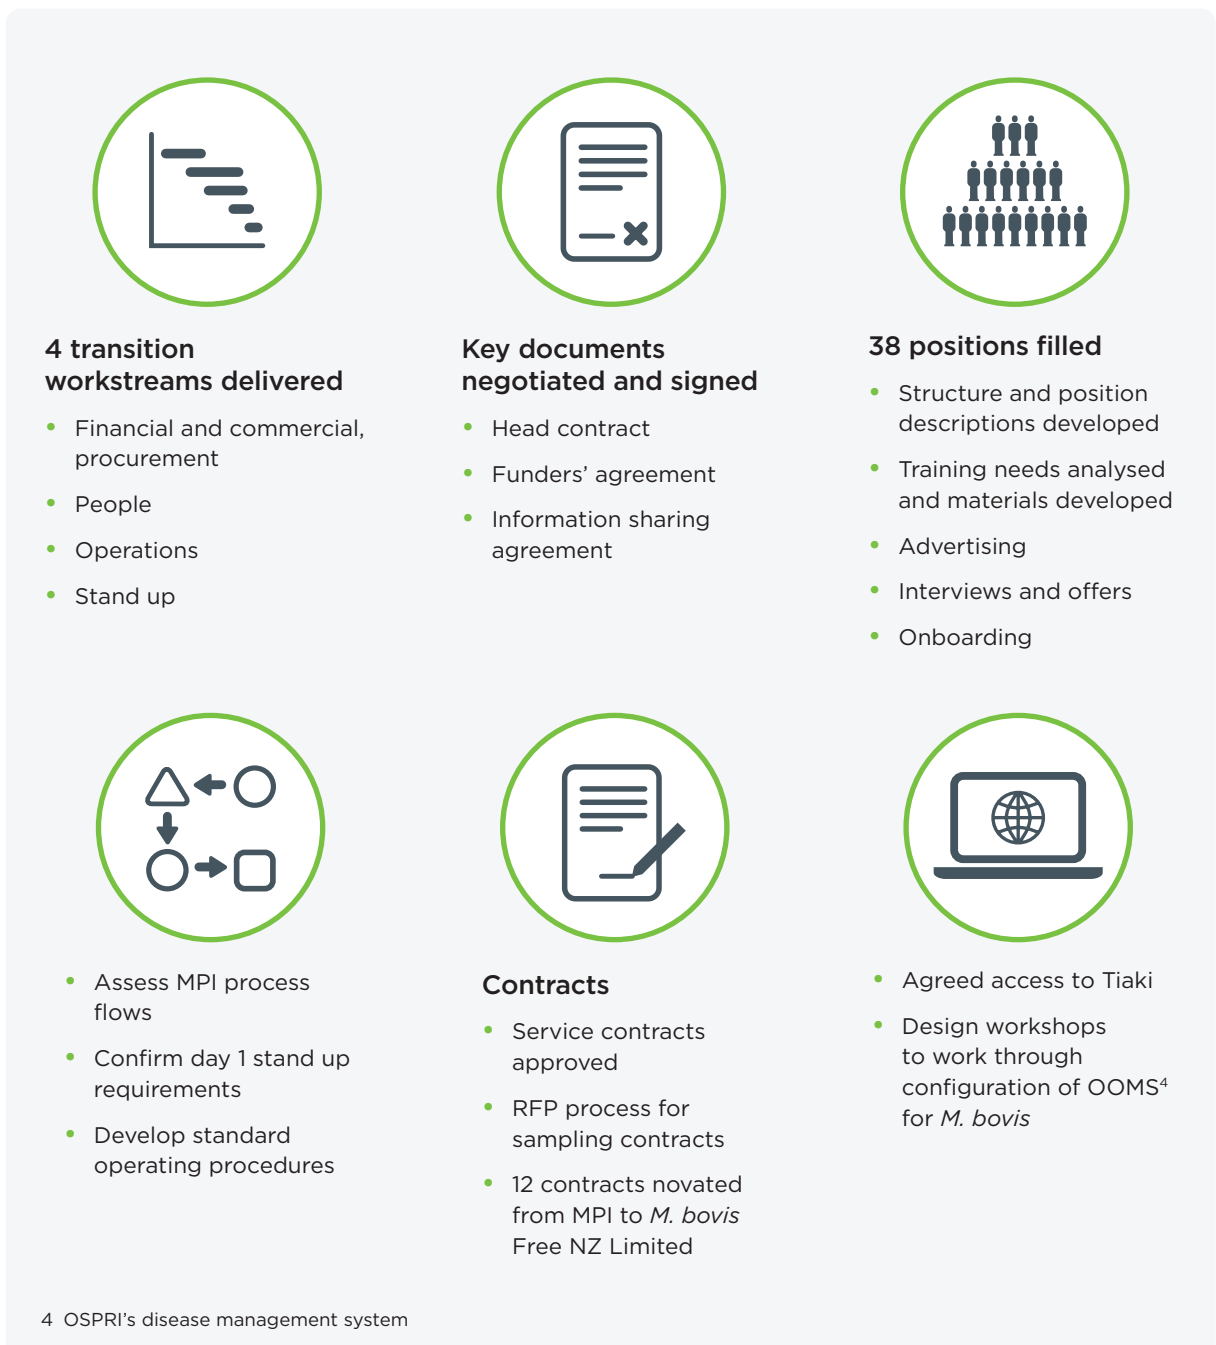 4 transition
workstreams delivered
• Financial and commercial,
procurement
• People
• Operations
• Stand up
Key documents
negotiated and signed
• Head contract
• Funders’ agreement
• Information sharing
agreement
38 positions filled
• Structure and position
descriptions developed
• Training needs analysed
and materials developed
• Advertising
• Interviews and offers
• Onboarding
• Assess MPI process
flows
• Confirm day 1 stand up
requirements
• Develop standard
operating procedures
Contracts
• Service contracts
approved
• RFP process for
sampling contracts
• 12 contracts novated
from MPI to M. bovis
Free NZ Limited
• Agreed access to Tiaki
• Design workshops
to work through
configuration of OOMS⁴
for M. bovis
4 OSPRI’s disease management system